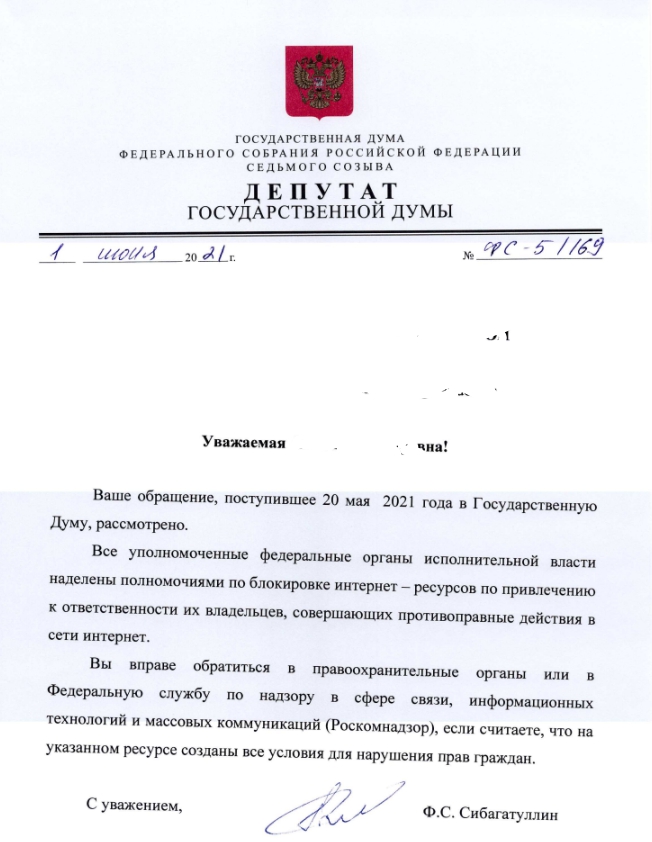 ГОСУДАРСТВЕННАЯ ДУМА
ФЕДЕРАЛЬНОГО СОБРАНИЯ РОССИЙСКОЙ ФЕДЕРАЦИИ
СЕДЬМОГО СОЗЫВА
ДЕПУТАТ
ГОСУДАРСТВЕННОЙ ДУМЫ
1 июня 2021 г. № ФС-5/169
Уважаемая вна!
Ваше обращение, поступившее 20 мая 2021 года в Государственную
Думу, рассмотрено.
Все уполномоченные федеральные органы исполнительной власти
наделены полномочиями по блокировке интернет – ресурсов по привлечению
к ответственности их владельцев, совершающих противоправные действия в
сети интернет.
Вы вправе обратиться в правоохранительные органы или в
Федеральную службу по надзору в сфере связи, информационных
технологий и массовых коммуникаций (Роскомнадзор), если считаете, что на
указанном ресурсе созданы все условия для нарушения прав граждан.
С уважением, Ф.С. Сибагатуллин